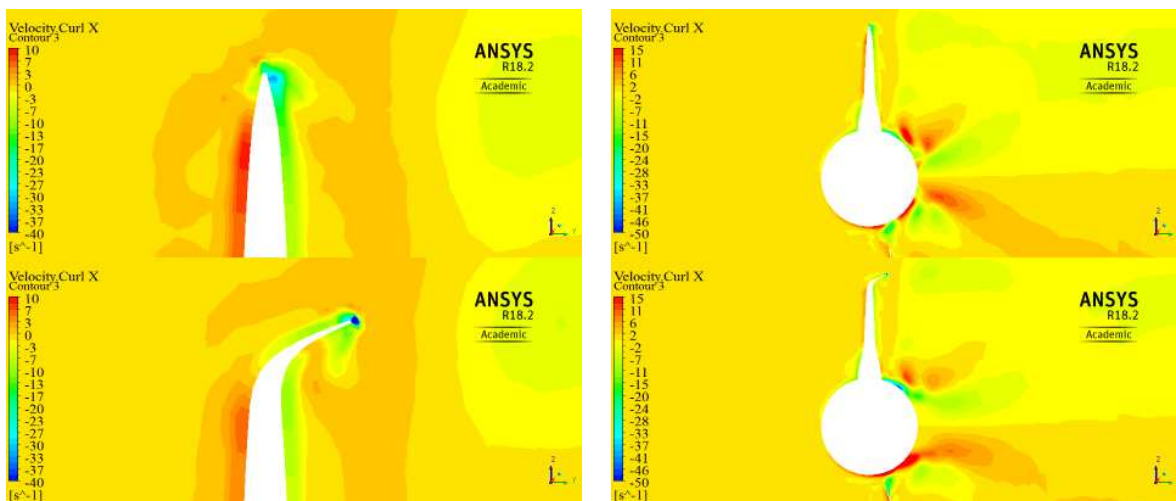 Velocity Curl X
Contour 3
10
7
3
0
-3
-7
-10
-13
-17
-20
-23
-27
-30
-33
-37
-40
[s^-1]
ANSYS
R18.2
Academic
Z
Y
Velocity Curl X
Contour 3
15
11
6
2
-2
-7
-11
-15
-20
-24
-28
-33
-37
-41
-46
-50
[s^-1]
ANSYS
R18.2
Academic
Z
Y
Velocity Curl X
Contour 3
10
7
3
0
-3
-7
-10
-13
-17
-20
-23
-27
-30
-33
-37
-40
[s^-1]
ANSYS
R18.2
Academic
Z
Y
Velocity Curl X
Contour 3
15
11
6
2
-2
-7
-11
-15
-20
-24
-28
-33
-37
-41
-46
-50
[s^-1]
ANSYS
R18.2
Academic
Z
Y